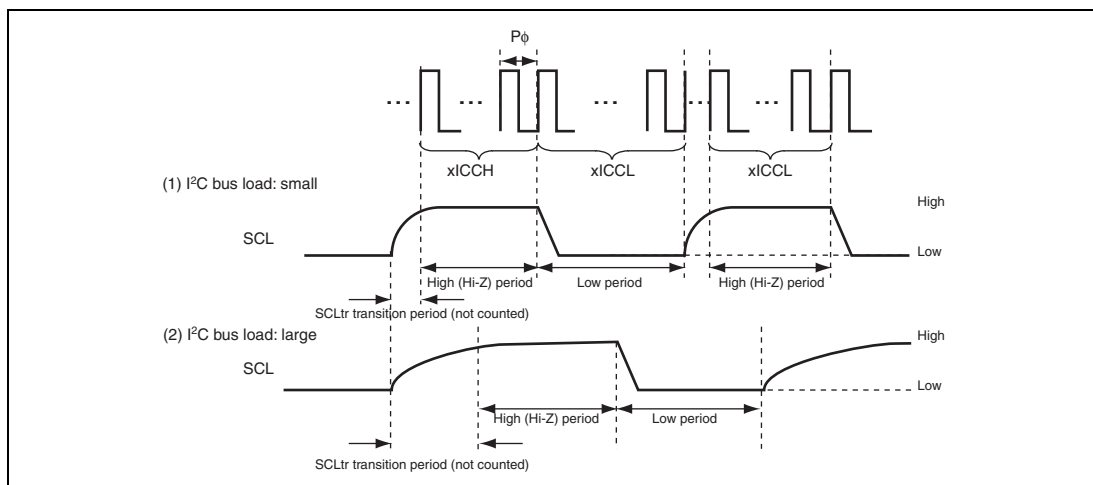 Pφ
... ... ... ... ...
xICCH xICCL xICCL
(1) I²C bus load: small
High
SCL
Low
High (Hi-Z) period Low period High (Hi-Z) period
SCLtr transition period (not counted)
(2) I²C bus load: large
High
SCL
Low
High (Hi-Z) period Low period
SCLtr transition period (not counted)